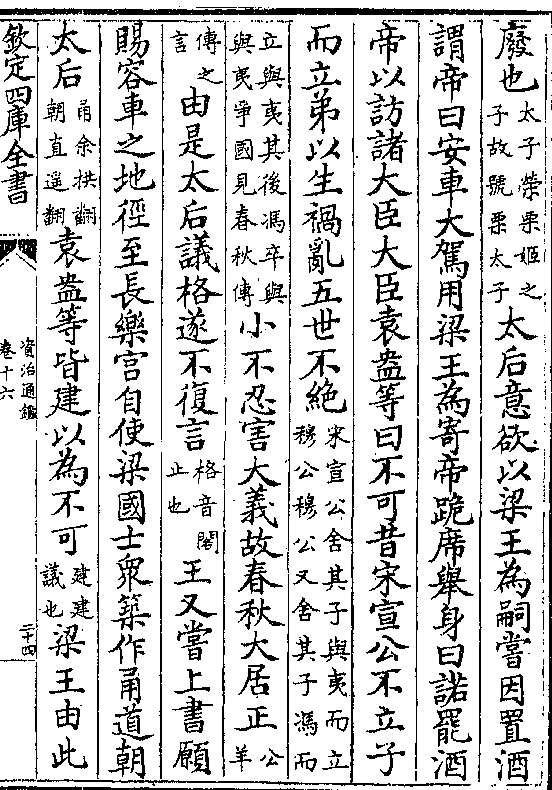 廢也太子榮栗姬之子故號栗太子太后意欲以梁王為嗣嘗因置酒
謂帝曰安車大駕用梁王為寄帝跪席舉身曰諾罷酒
帝以訪諸大臣大臣袁盎等曰不可昔宋宣公不立子
而立弟以生禍亂五世不絕宋宣公舍其子與夷而立穆公穆公又舍其子馮而
立與夷其後馮卒與與夷爭國見春秋傳小不忍害大義故春秋大居正公羊
傳之言由是太后議格遂不復言格音閣止也王又嘗上書願
賜容車之地徑至長樂宫自使梁國士衆築作甬道朝
太后甬余拱翻朝直遥翻袁盎等皆建以為不可建建議也梁王由此
欽定四庫全書
資治通鑑
卷十六
二十四